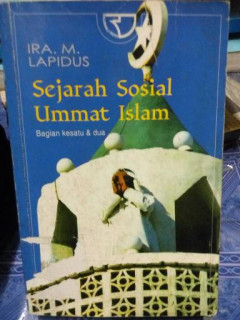 IRA. M.
LAPIDUS
Sejarah Sosial
Ummat Islam
Bagian kesatu & dua